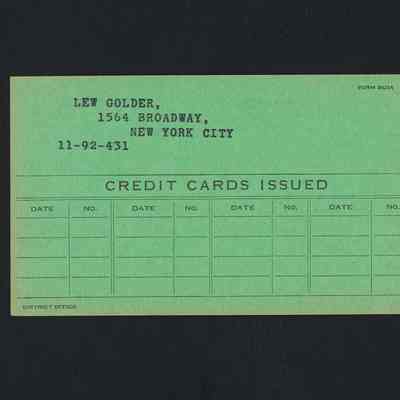 FORM 860A
LEW GOLDER,
1564 BROADWAY,
NEW YORK CITY
11-92-431
CREDIT CARDS ISSUED
DATE NO. DATE NO. DATE NO. DATE NO.
DISTRICT OFFICE